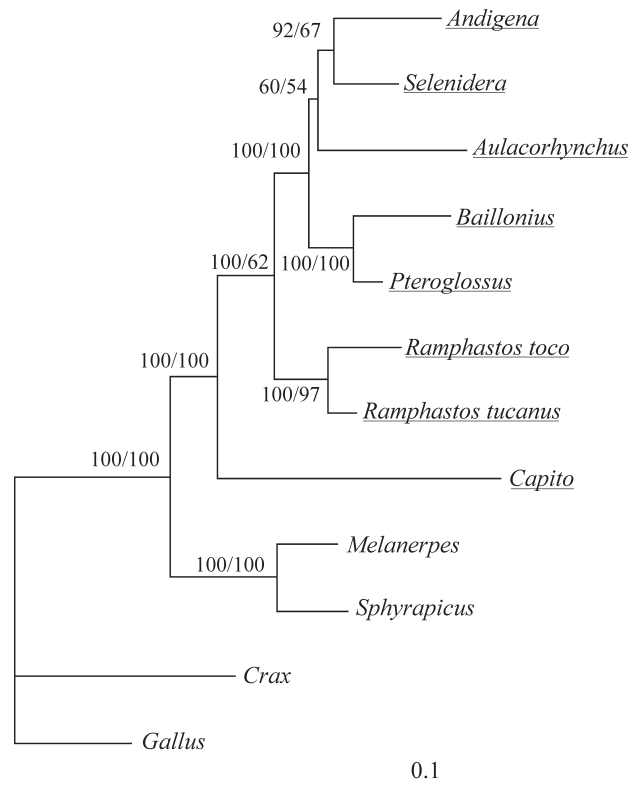 92/67
Andigena
60/54
Selenidera
100/100
Aulacorhynchus
100/62
100/100
Baillonius
Pteroglossus
100/100
100/97
Ramphastos toco
Ramphastos tucanus
100/100
Capito
100/100
Melanerpes
Sphyrapicus
Crax
Gallus
0.1